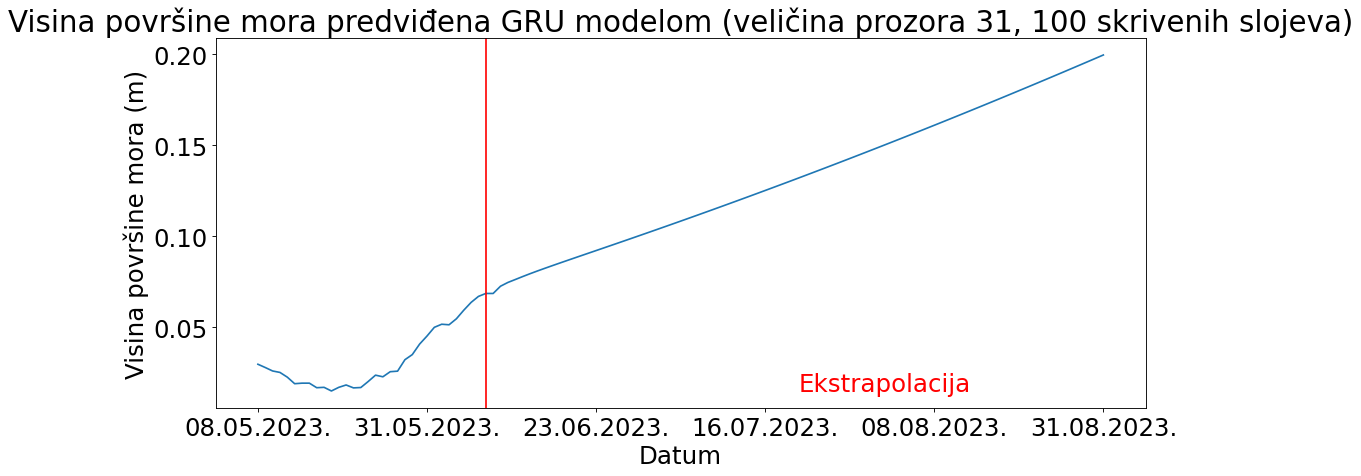 Visina površine mora predviđena GRU modelom (veličina prozora 31, 100 skrivenih slojeva)
Visina površine mora (m)
0.20
0.15
0.10
0.05
Ekstrapolacija
08.05.2023. 31.05.2023. 23.06.2023. 16.07.2023. 08.08.2023. 31.08.2023.
Datum